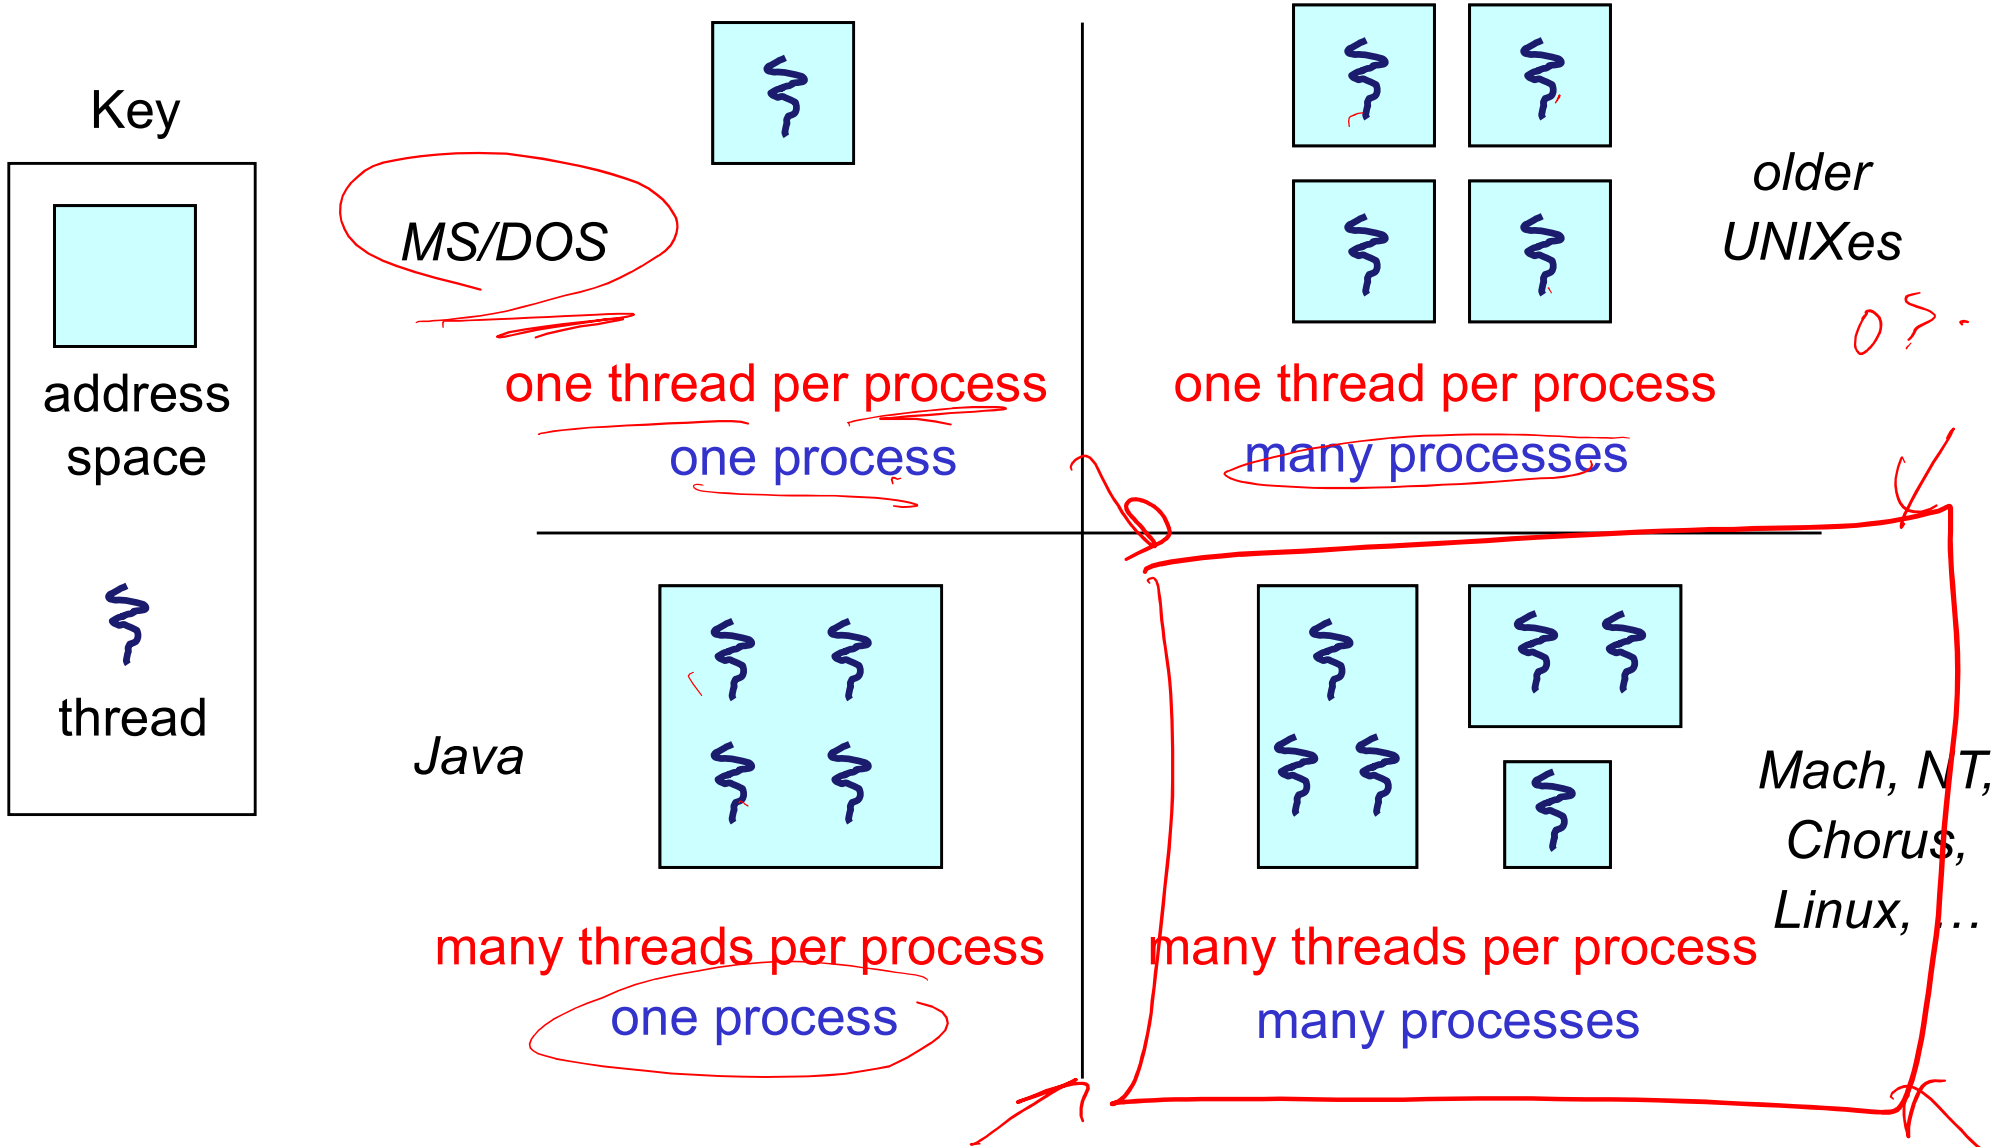 Key
address
space
thread
MS/DOS
one thread per process
one process
older
UNIXes
one thread per process
many processes
Java
many threads per process
one process
Mach, NT,
Chorus,
Linux, …
many threads per process
many processes